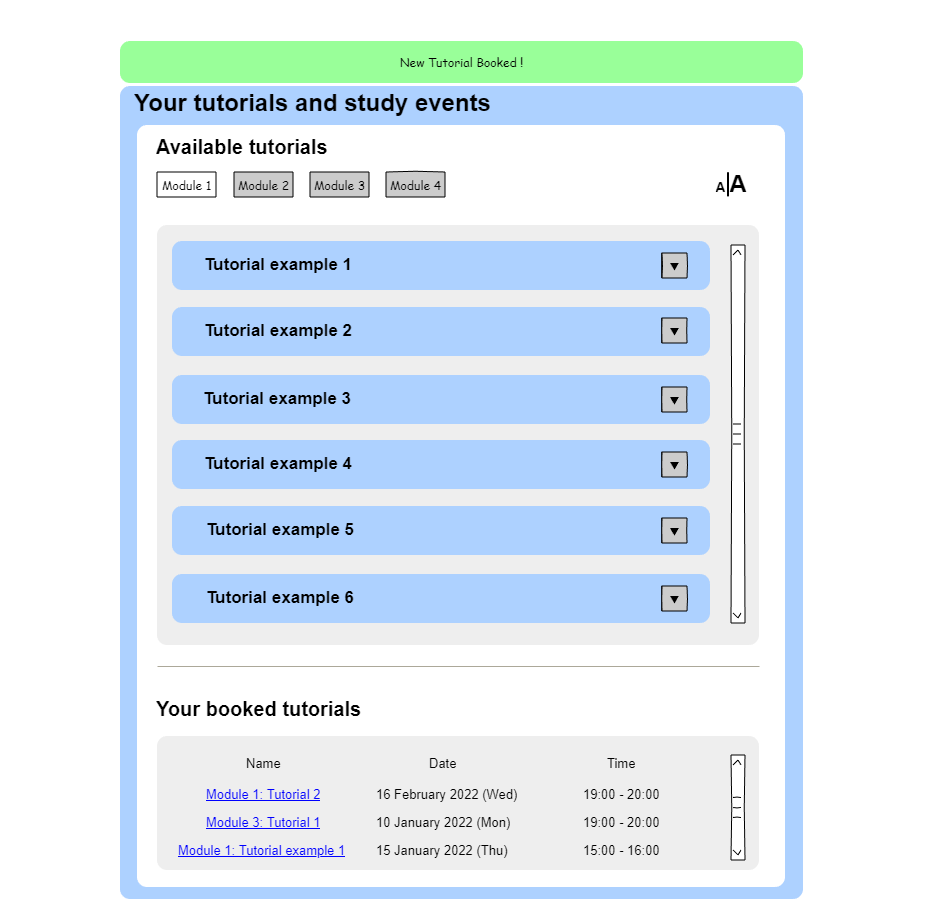 New Tutorial Booked !
Your tutorials and study events
Available tutorials
Module 1 Module 2 Module 3 Module 4 A|A
Tutorial example 1 ▼
Tutorial example 2 ▼
Tutorial example 3 ▼
Tutorial example 4 ▼
Tutorial example 5 ▼
Tutorial example 6 ▼
Your booked tutorials
Name Date Time
Module 1: Tutorial 2 16 February 2022 (Wed) 19:00 - 20:00
Module 3: Tutorial 1 10 January 2022 (Mon) 19:00 - 20:00
Module 1: Tutorial example 1 15 January 2022 (Thu) 15:00 - 16:00